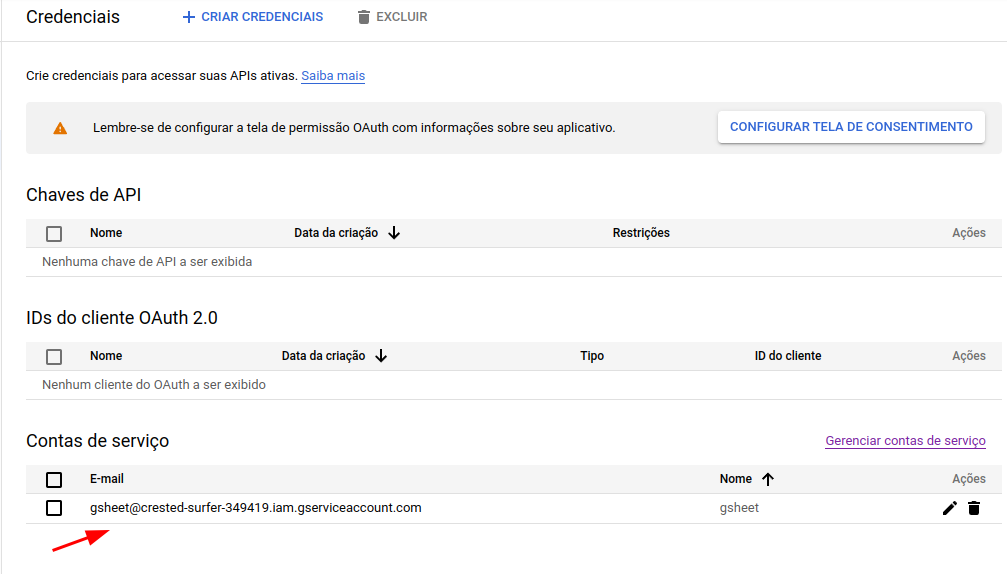 Credenciais
CRIAR CREDENCIAIS
EXCLUIR
Crie credenciais para acessar suas APIs ativas. Saiba mais
Lembre-se de configurar a tela de permissão OAuth com informações sobre seu aplicativo.
CONFIGURAR TELA DE CONSENTIMENTO
Chaves de API
Nome Data da criação Restrições Ações
Nenhuma chave de API a ser exibida
IDs do cliente OAuth 2.0
Nome Data da criação Tipo ID do cliente Ações
Nenhum cliente do OAuth a ser exibido
Contas de serviço
Gerenciar contas de serviço
E-mail Nome Ações
gsheet@crested-surfer-349419.iam.gserviceaccount.com gsheet